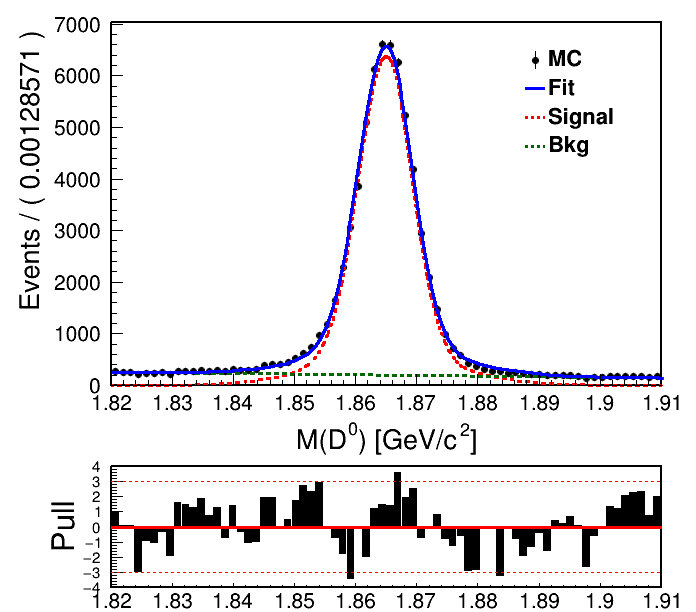 7000
6000
5000
4000
3000
2000
1000
0
Events / ( 0.00128571 )
MC
Fit
Signal
Bkg
1.82 1.83 1.84 1.85 1.86 1.87 1.88 1.89 1.9 1.91
M(D⁰) [GeV/c²]
4
3
2
1
0
−1
−2
−3
−4
Pull
1.82 1.83 1.84 1.85 1.86 1.87 1.88 1.89 1.9 1.91